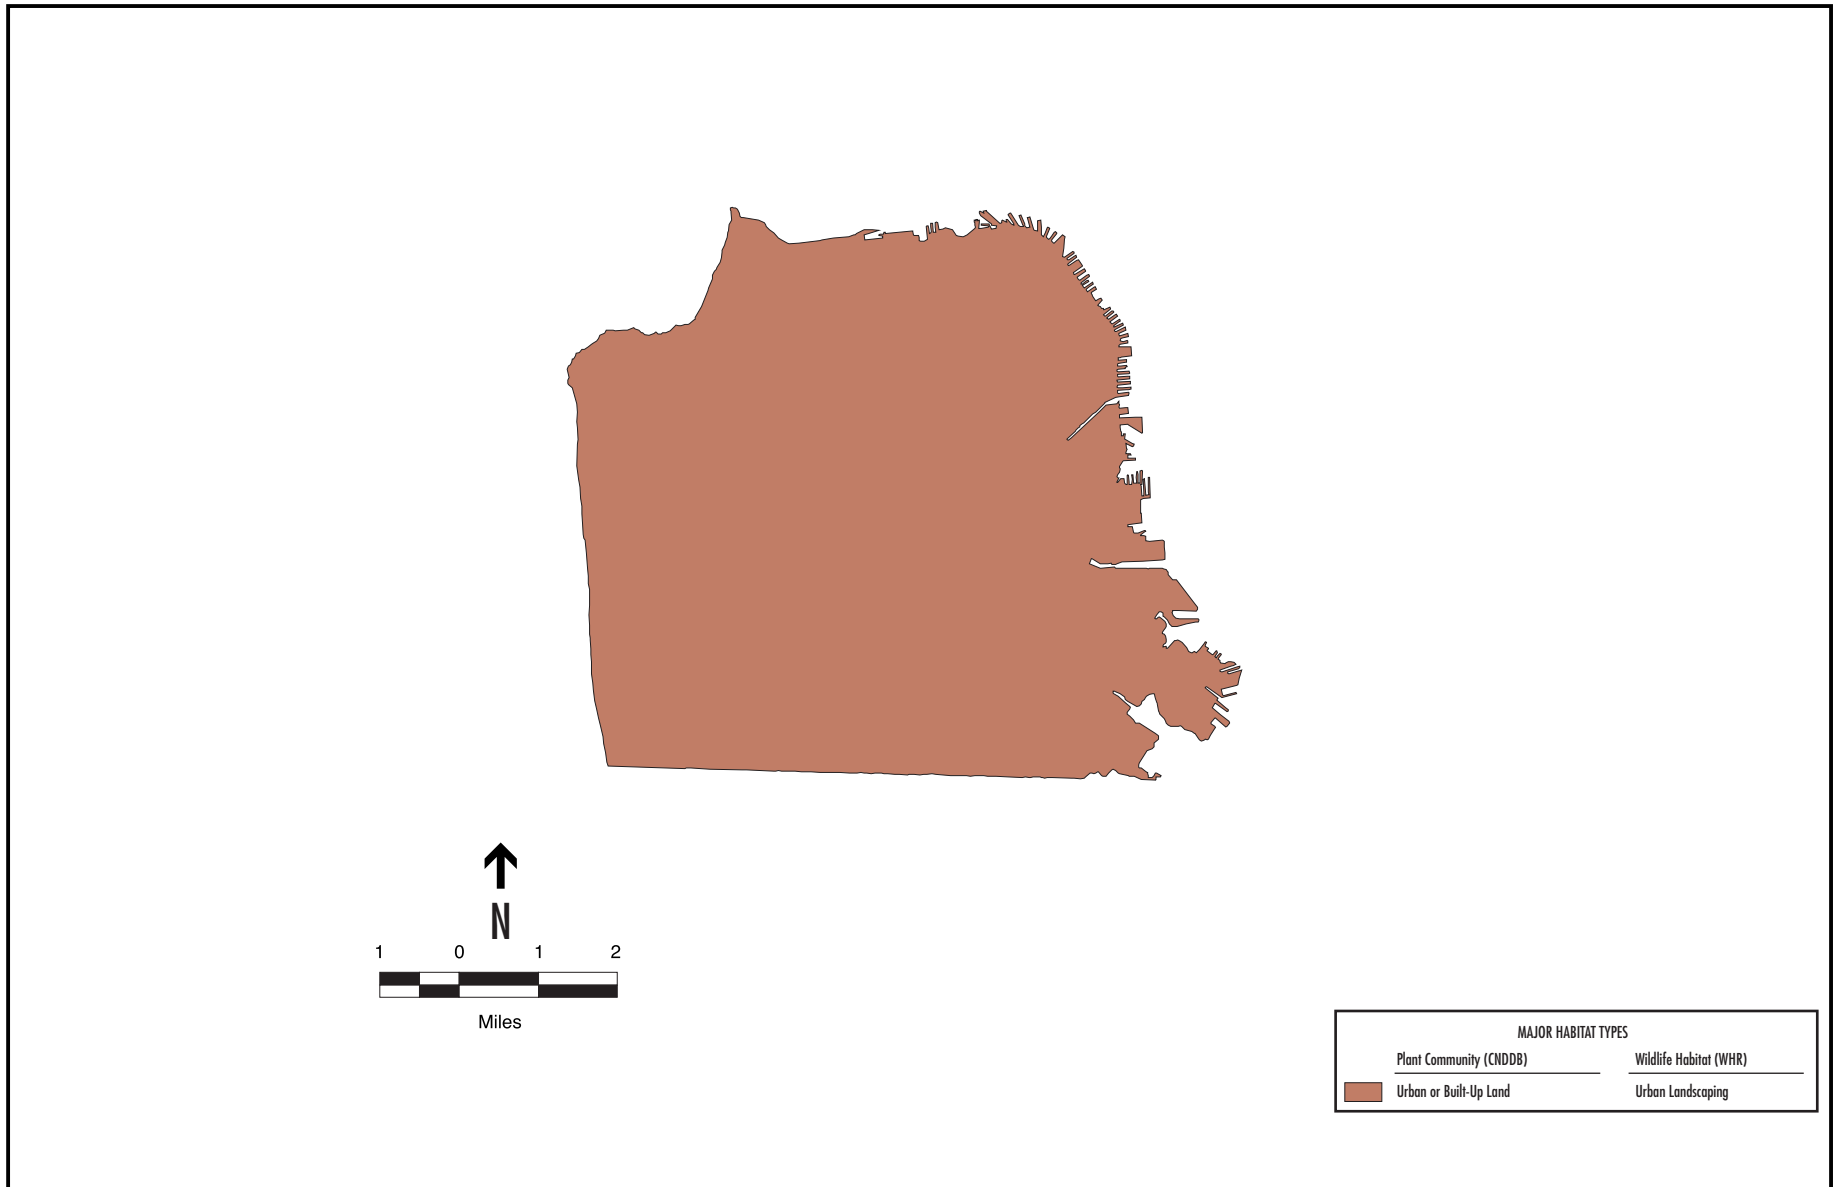 N
1 0 1 2
Miles
MAJOR HABITAT TYPES
Plant Community (CNDDB) Wildlife Habitat (WHR)
Urban or Built-Up Land Urban Landscaping